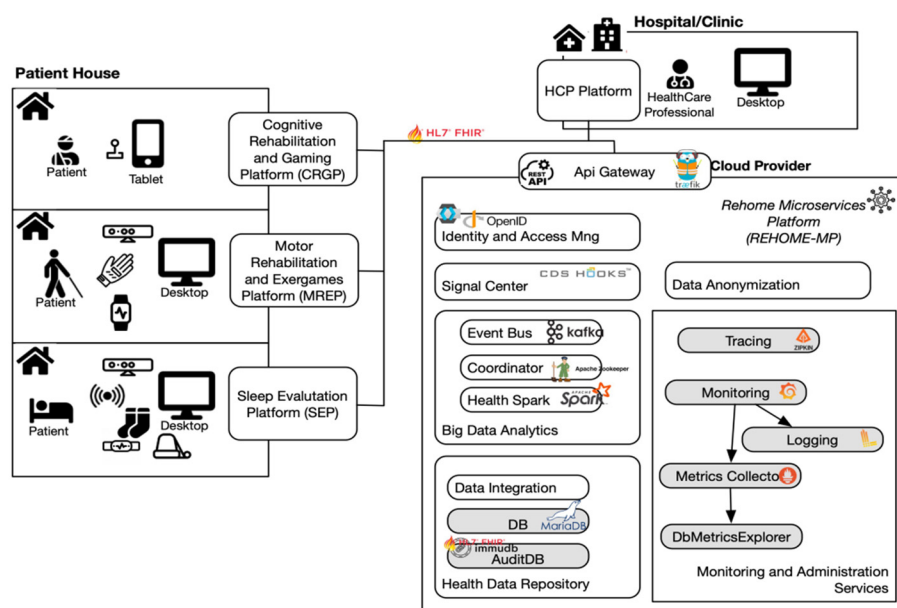 Hospital/Clinic
HCP Platform
HealthCare
Professional
Desktop
Patient House
Patient
Tablet
Cognitive
Rehabilitation
and Gaming
Platform (CRGP)
HL7® FHIR®
Patient
Desktop
Motor
Rehabilitation
and Exergames
Platform (MREP)
Patient
Desktop
Sleep Evalutation
Platform (SEP)
REST
API
Api Gateway
træfik
Cloud Provider
Rehome Microservices
Platform
(REHOME-MP)
OpenID
Identity and Access Mng
Signal Center
CDS HOOKS™
Data Anonymization
Event Bus
kafka
Coordinator
Apache Zookeeper
Health Spark
APACHE
Spark
Big Data Analytics
Data Integration
DB
MariaDB
HL7® FHIR®
immudb
AuditDB
Health Data Repository
Tracing
ZIPKIN
Monitoring
Logging
Metrics Collecto
DbMetricsExplorer
Monitoring and Administration
Services